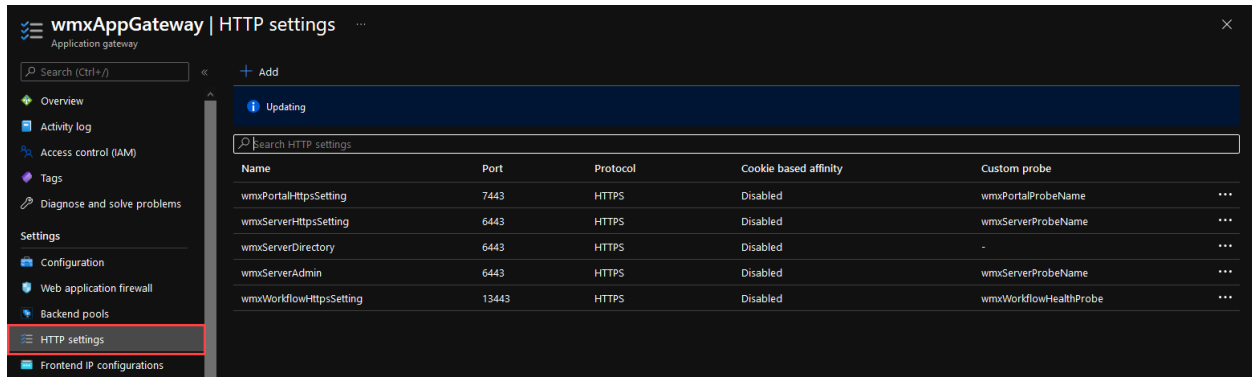 wmxAppGateway | HTTP settings ...
Application gateway
Search (Ctrl+/)
«
+ Add
Overview
Activity log
Access control (IAM)
Tags
Diagnose and solve problems
Settings
Configuration
Web application firewall
Backend pools
HTTP settings
Frontend IP configurations
Updating
Search HTTP settings
Name Port Protocol Cookie based affinity Custom probe
wmxPortalHttpsSetting 7443 HTTPS Disabled wmxPortalProbeName ...
wmxServerHttpsSetting 6443 HTTPS Disabled wmxServerProbeName ...
wmxServerDirectory 6443 HTTPS Disabled - ...
wmxServerAdmin 6443 HTTPS Disabled wmxServerProbeName ...
wmxWorkflowHttpsSetting 13443 HTTPS Disabled wmxWorkflowHealthProbe ...